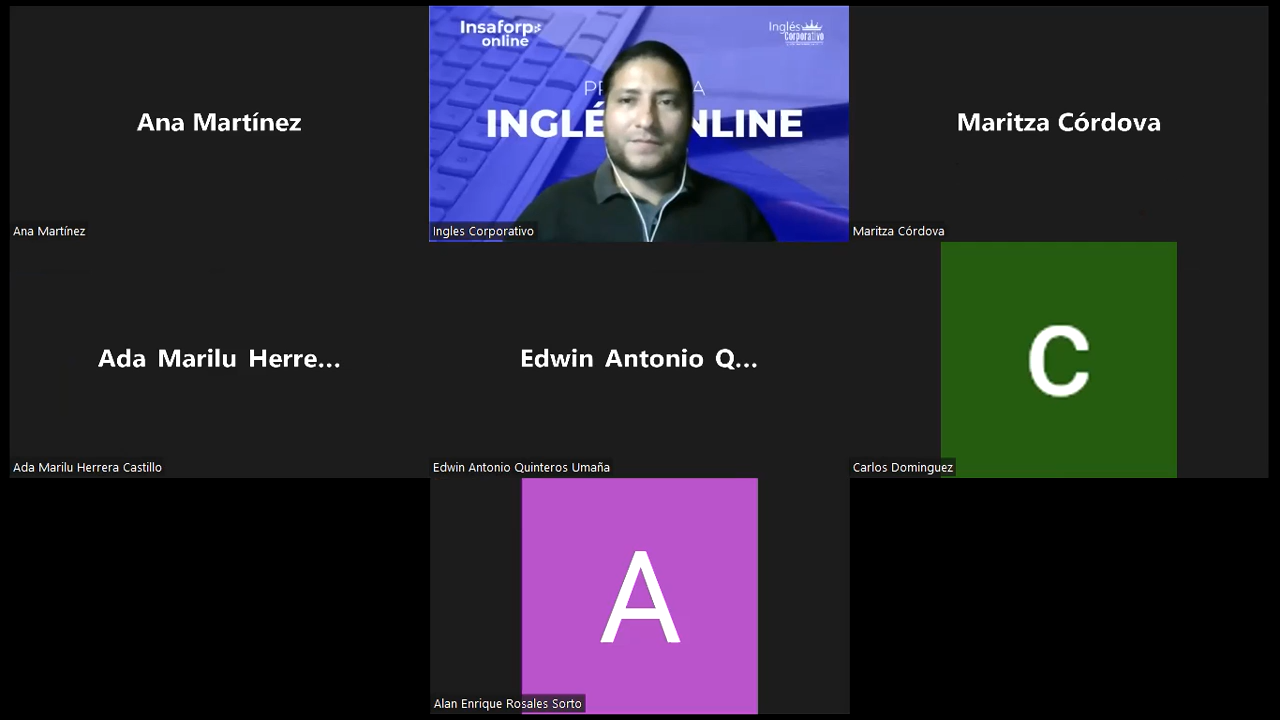 Ana Martínez
Ana Martínez
Insaforp
online
Inglés
Corporativo
INGLÉ NLINE
Ingles Corporativo
Maritza Córdova
Maritza Córdova
Ada Marilu Herre...
Ada Marilu Herrera Castillo
Edwin Antonio Q...
Edwin Antonio Quinteros Umaña
C
Carlos Dominguez
A
Alan Enrique Rosales Sorto